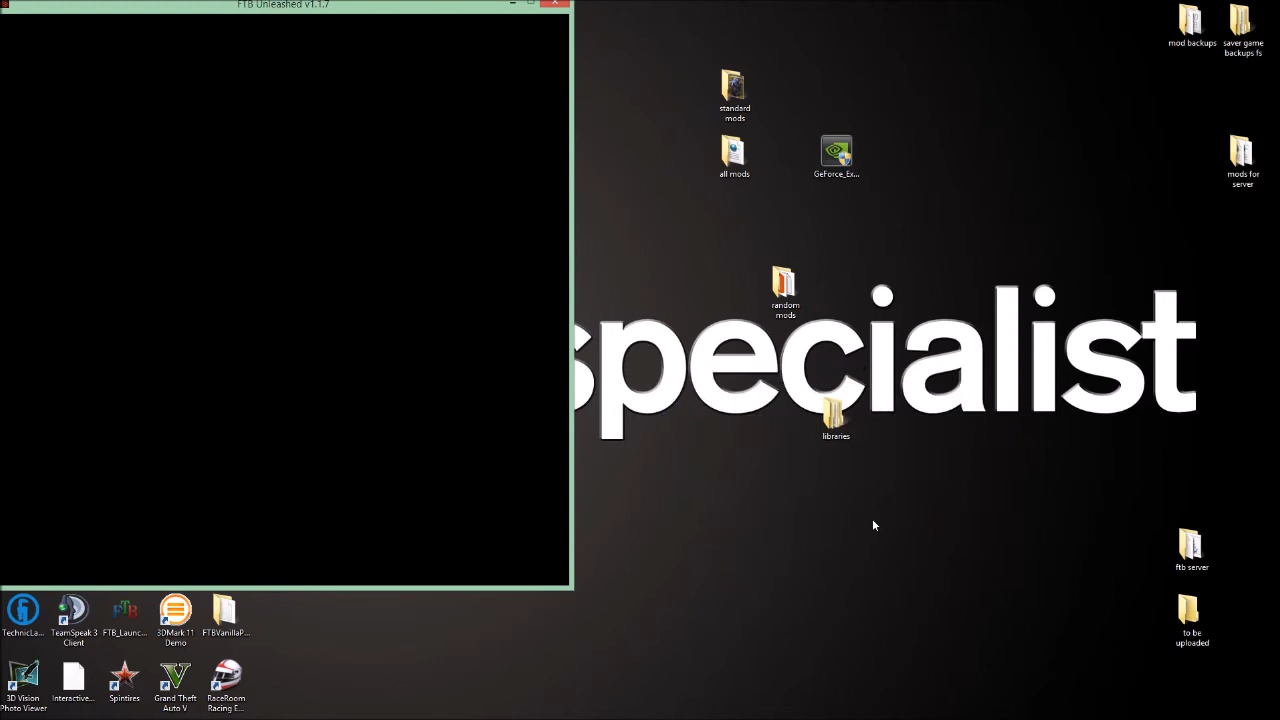 FTB Unleashed v1.1.7
mod backups
saver game
backups fs
standard
mods
all mods
GeForce_Ex...
mods for
server
random
mods
specialist
libraries
ftb server
to be
uploaded
TechnicLa...
TeamSpeak 3
Client
FTB_Launc...
3DMark 11
Demo
FTBVanillaP...
3D Vision
Photo Viewer
Interactive...
Spintires
Grand Theft
Auto V
RaceRoom
Racing E...